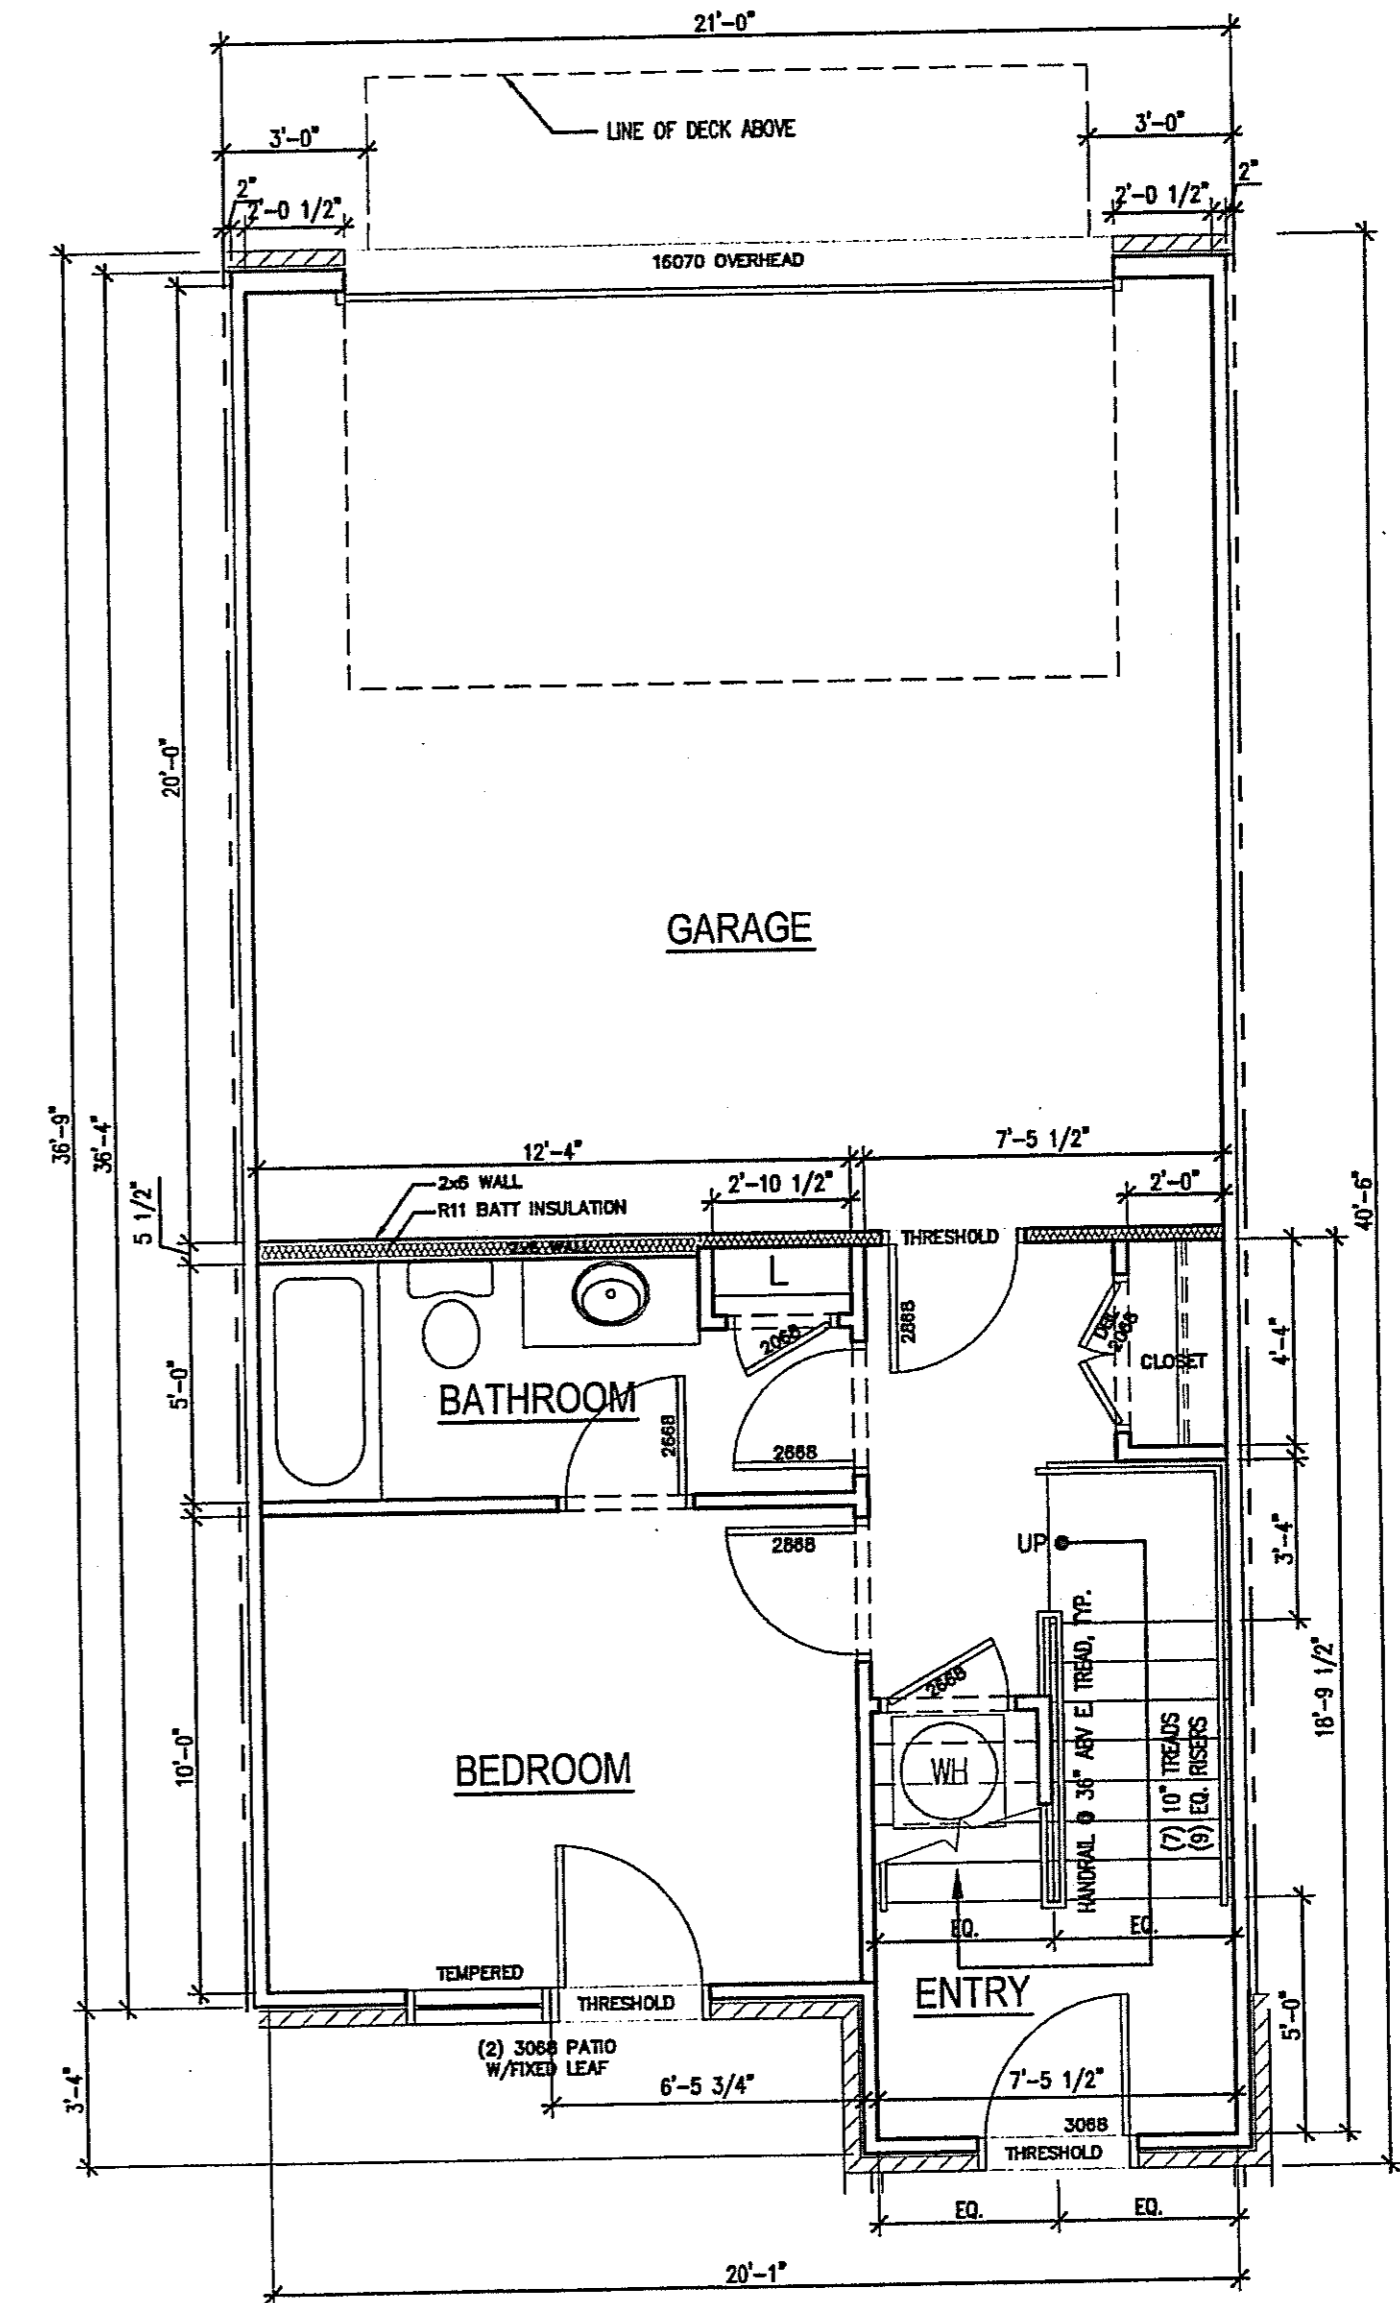 21'-0"
LINE OF DECK ABOVE
3'-0"
3'-0"
2"
2"
2'-0 1/2"
2'-0 1/2"
16070 OVERHEAD
20'-0"
GARAGE
36'-9"
36'-4"
12'-4"
7'-5 1/2"
2x6 WALL
2'-10 1/2"
2'-0"
R11 BATT INSULATION
5 1/2"
40'-6"
THRESHOLD
2x6 WALL
L
2868
2068
DBL
2068
CLOSET
4'-4"
5'-0"
BATHROOM
2668
2668
2868
UP
3'-4"
HANDRAIL @ 36" ABV E. TREAD, TYP.
2668
18'-9 1/2"
10'-0"
BEDROOM
WH
(7) 10" TREADS
(9) EQ. RISERS
EQ.
EQ.
TEMPERED
THRESHOLD
ENTRY
5'-0"
(2) 3068 PATIO
W/FIXED LEAF
3'-4"
6'-5 3/4"
7'-5 1/2"
3068
THRESHOLD
EQ.
EQ.
20'-1"